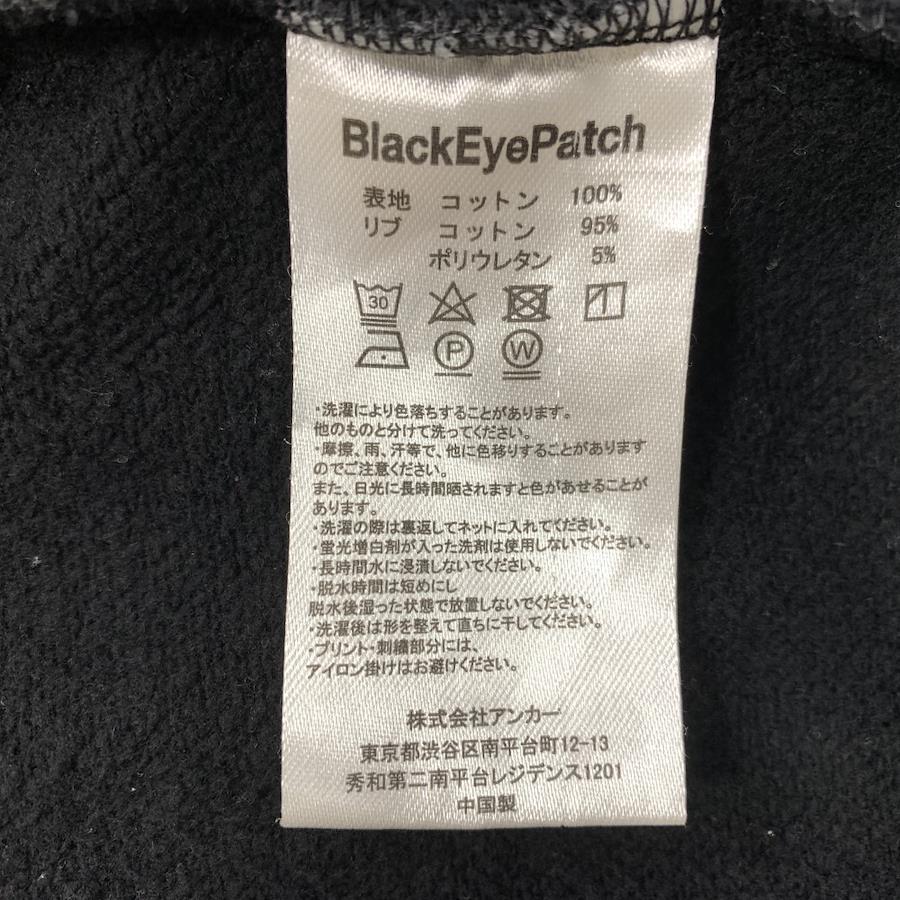 BlackEyePatch
表地 コットン 100%
リブ コットン 95%
ポリウレタン 5%
30
P W
・洗濯により色落ちすることがあります。
他のものと分けて洗ってください。
・摩擦、雨、汗等で、他に色移りすることがあります
のでご注意ください。
また、日光に長時間晒されますと色があせることが
あります。
・洗濯の際は裏返してネットに入れてください。
・蛍光増白剤が入った洗剤は使用しないでください。
・長時間水に浸漬しないでください。
・脱水時間は短めにし
脱水後湿った状態で放置しないでください。
・洗濯後は形を整えて直ちに干してください。
・プリント・刺繍部分には、
アイロン掛けはお避けください。
株式会社アンカー
東京都渋谷区南平台町12-13
秀和第二南平台レジデンス1201
中国製